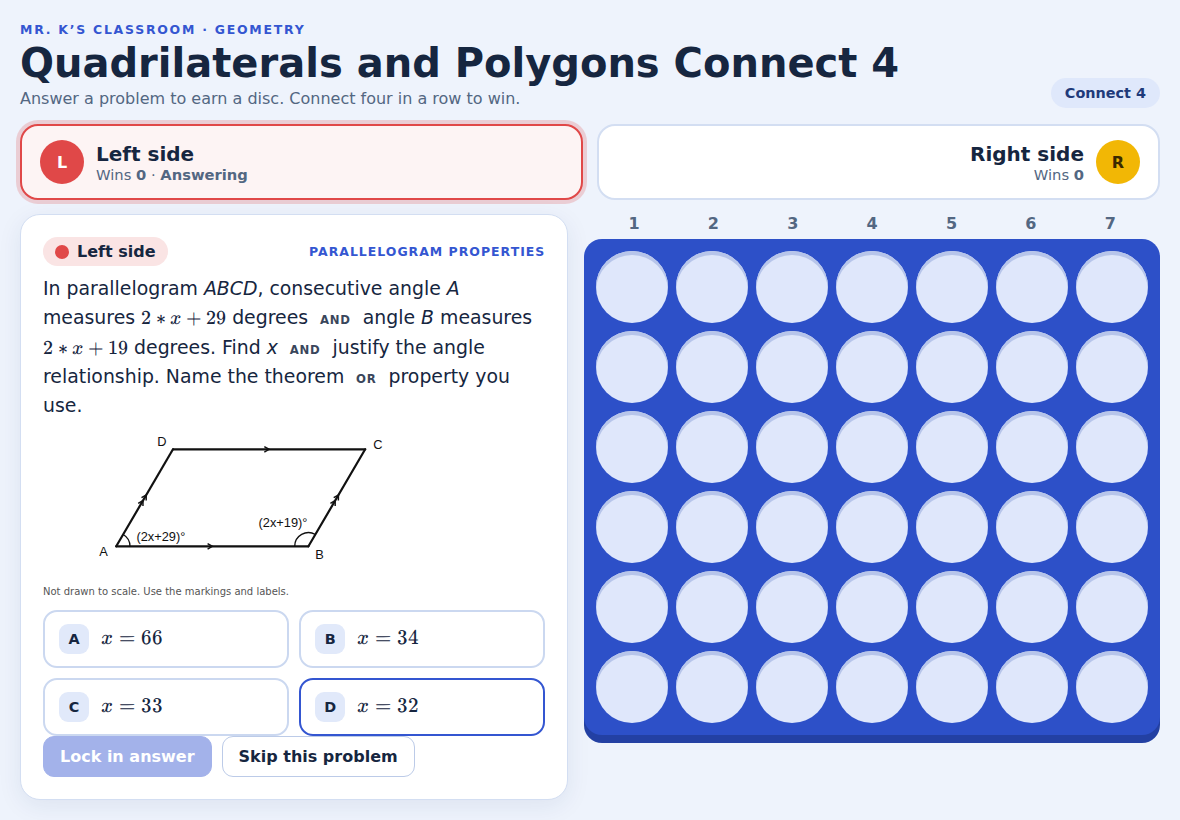 MR. K’S CLASSROOM · GEOMETRY
Quadrilaterals and Polygons Connect 4
Answer a problem to earn a disc. Connect four in a row to win.
Connect 4
L
Left side
Wins 0 · Answering
Right side
Wins 0
R
Left side
PARALLELOGRAM PROPERTIES
In parallelogram ABCD, consecutive angle A
measures 2 ∗ x + 29 degrees AND angle B measures
2 ∗ x + 19 degrees. Find x AND justify the angle
relationship. Name the theorem OR property you
use.
D
C
(2x+29)°
(2x+19)°
A
B
Not drawn to scale. Use the markings and labels.
A x = 66
B x = 34
C x = 33
D x = 32
Lock in answer
Skip this problem
1 2 3 4 5 6 7